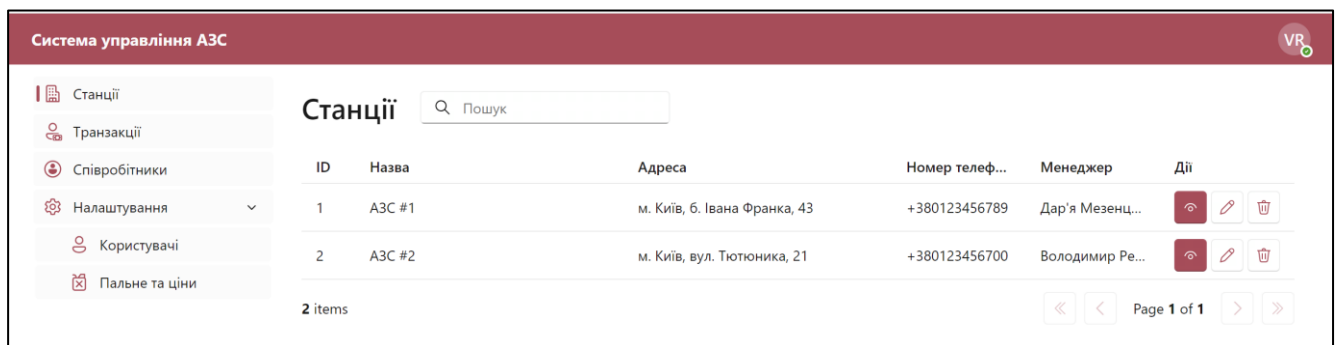 Система управління АЗС
VR
Станції
Транзакції
Співробітники
Налаштування
Користувачі
Пальне та ціни
Станції Пошук
ID Назва Адреса Номер телеф... Менеджер Дії
1 АЗС #1 м. Київ, б. Івана Франка, 43 +380123456789 Дар'я Мезенц...
2 АЗС #2 м. Київ, вул. Тютюника, 21 +380123456700 Володимир Ре...
2 items Page 1 of 1